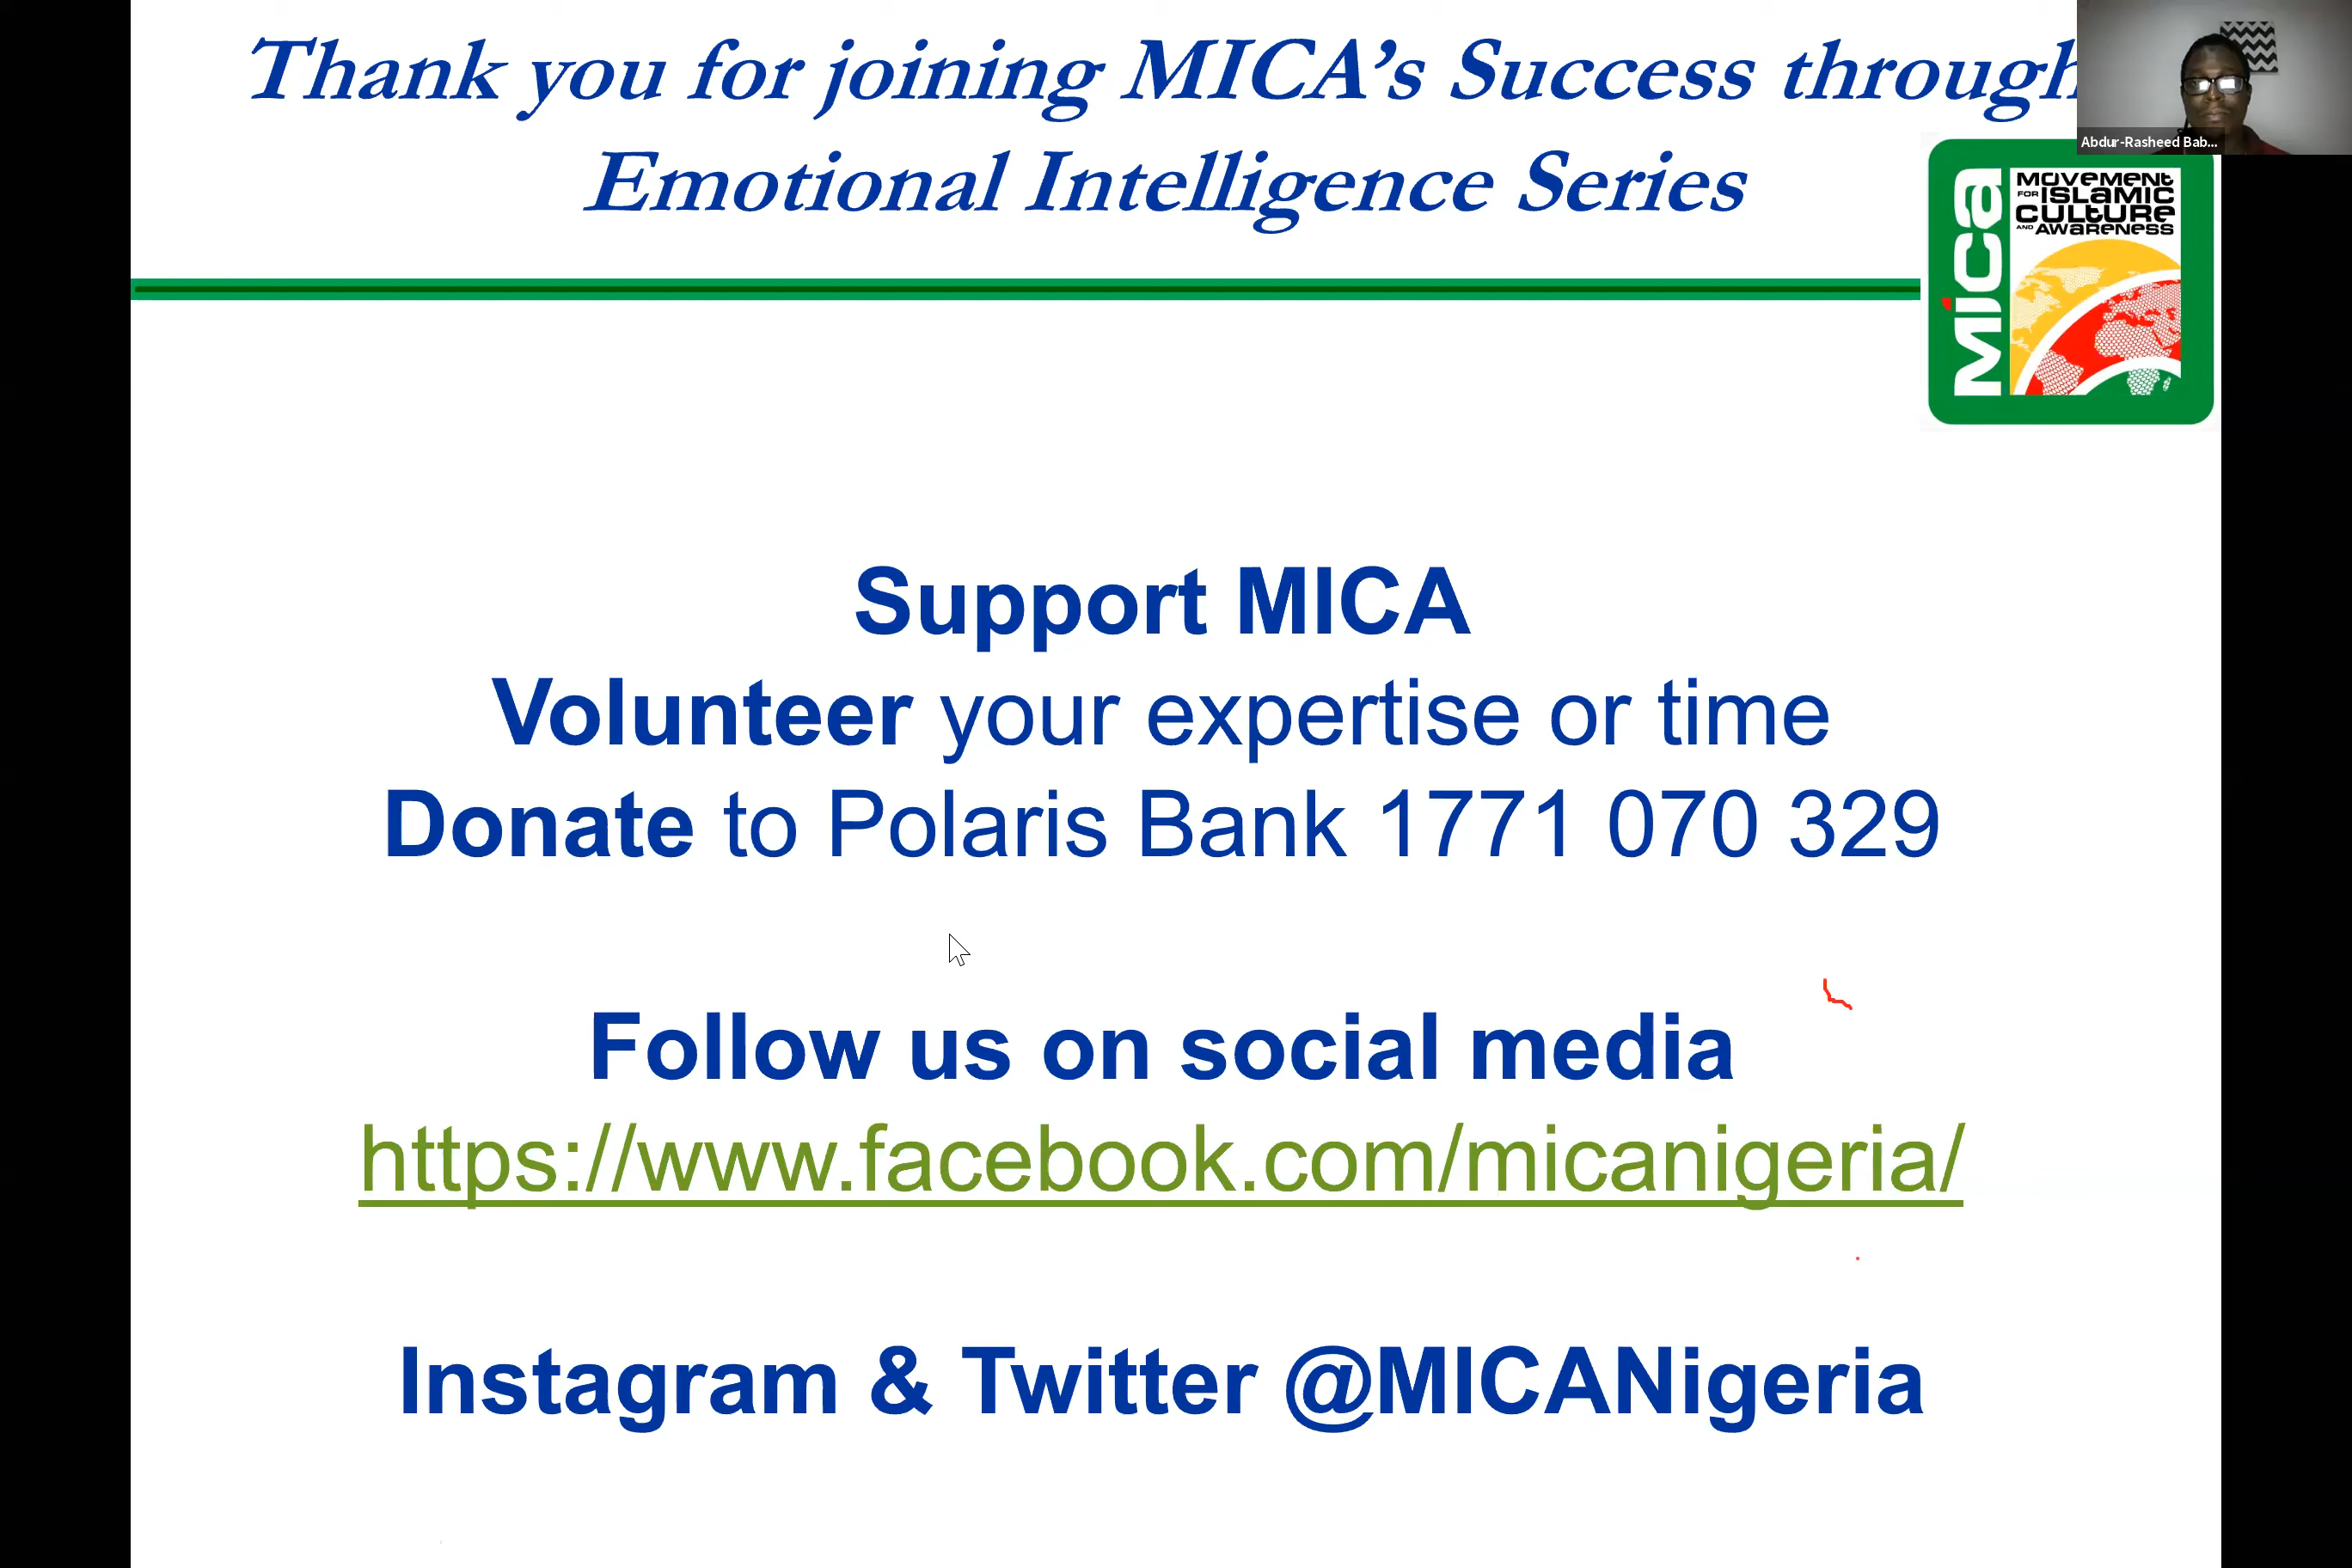 Thank you for joining MICA's Success through
Emotional Intelligence Series
Abdur-Rasheed Bab...
Mica
MOVEMENT
FOR ISLAMIC
CULTURE
AND AWARENESS
Support MICA
Volunteer your expertise or time
Donate to Polaris Bank 1771 070 329
Follow us on social media
https://www.facebook.com/micanigeria/
Instagram & Twitter @MICANigeria